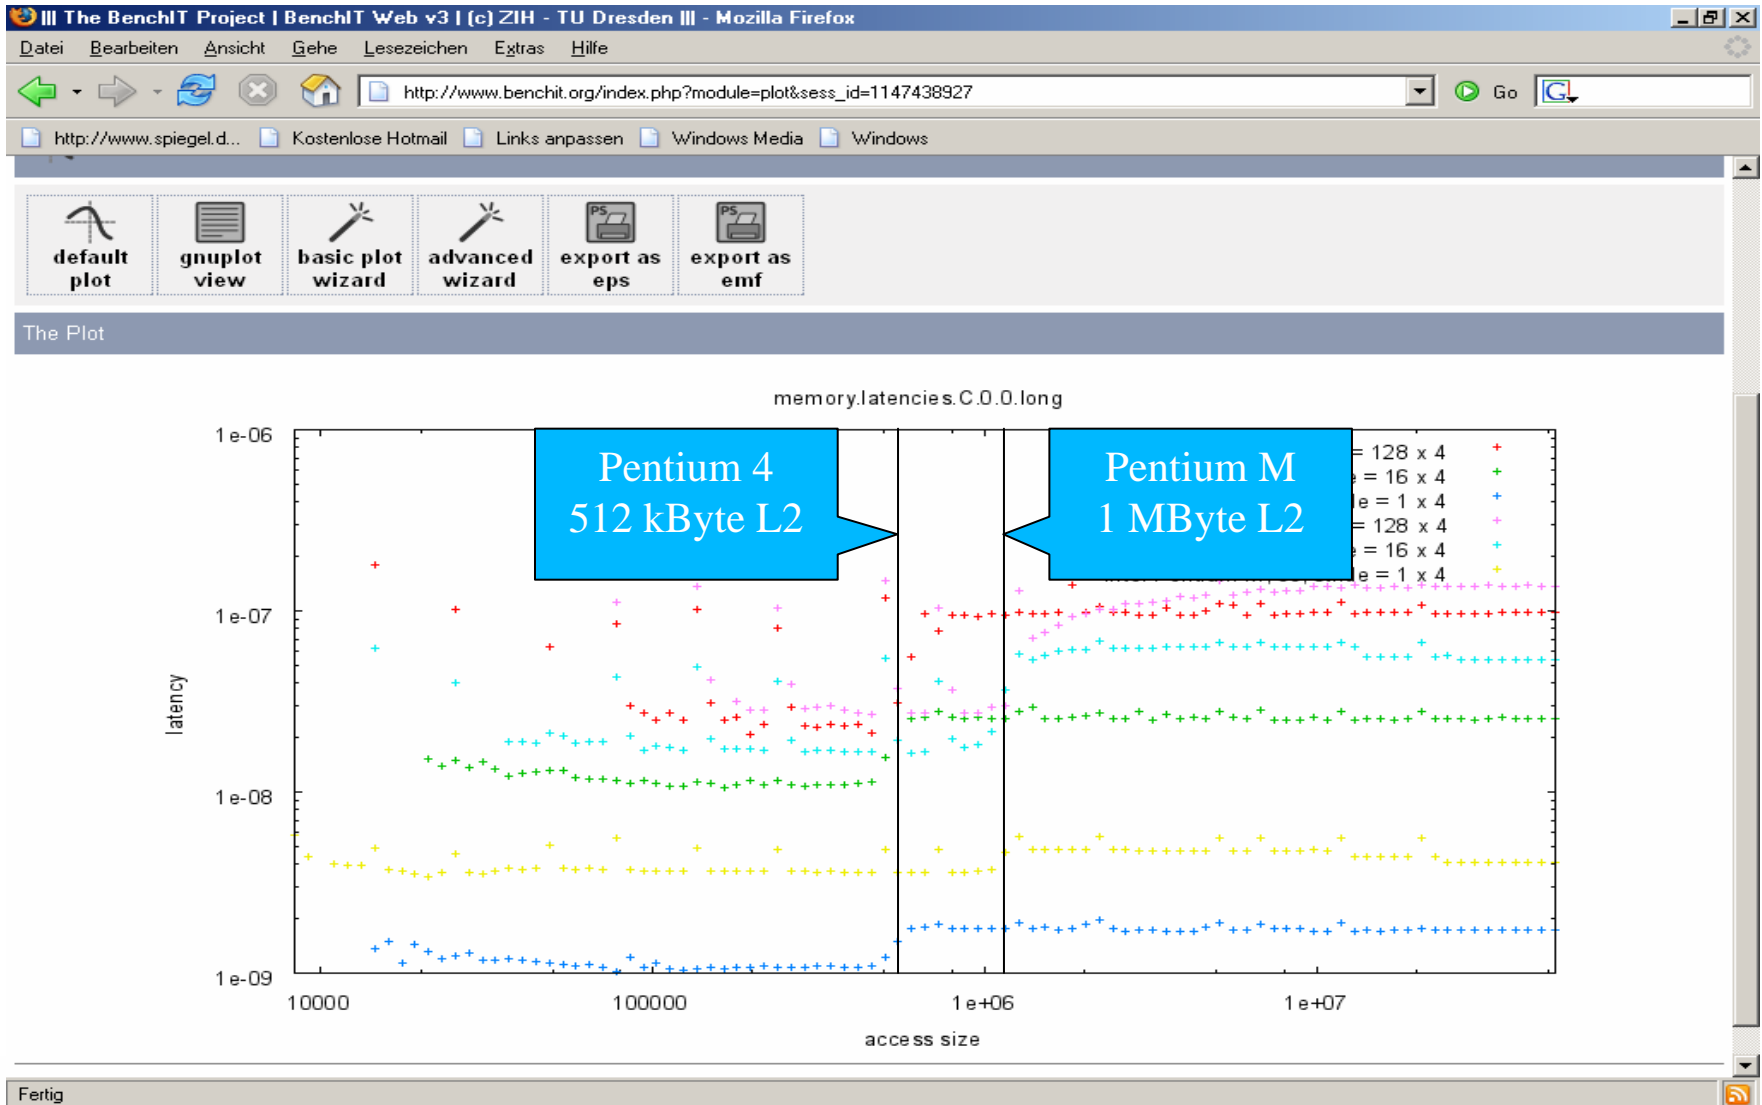 ||| The BenchIT Project | BenchIT Web v3 | (c) ZIH - TU Dresden ||| - Mozilla Firefox
Datei Bearbeiten Ansicht Gehe Lesezeichen Extras Hilfe
http://www.benchit.org/index.php?module=plot&sess_id=1147438927
Go
G
http://www.spiegel.d... Kostenlose Hotmail Links anpassen Windows Media Windows
default plot
gnuplot view
basic plot wizard
advanced wizard
PS
export as eps
PS
export as emf
The Plot
memory.latencies.C.0.0.long
1e-06
1e-07
1e-08
1e-09
latency
Pentium 4
512 kByte L2
Pentium M
1 MByte L2
= 128 x 4
= 16 x 4
= 1 x 4
= 128 x 4
= 16 x 4
= 1 x 4
10000
100000
1e+06
1e+07
access size
Fertig